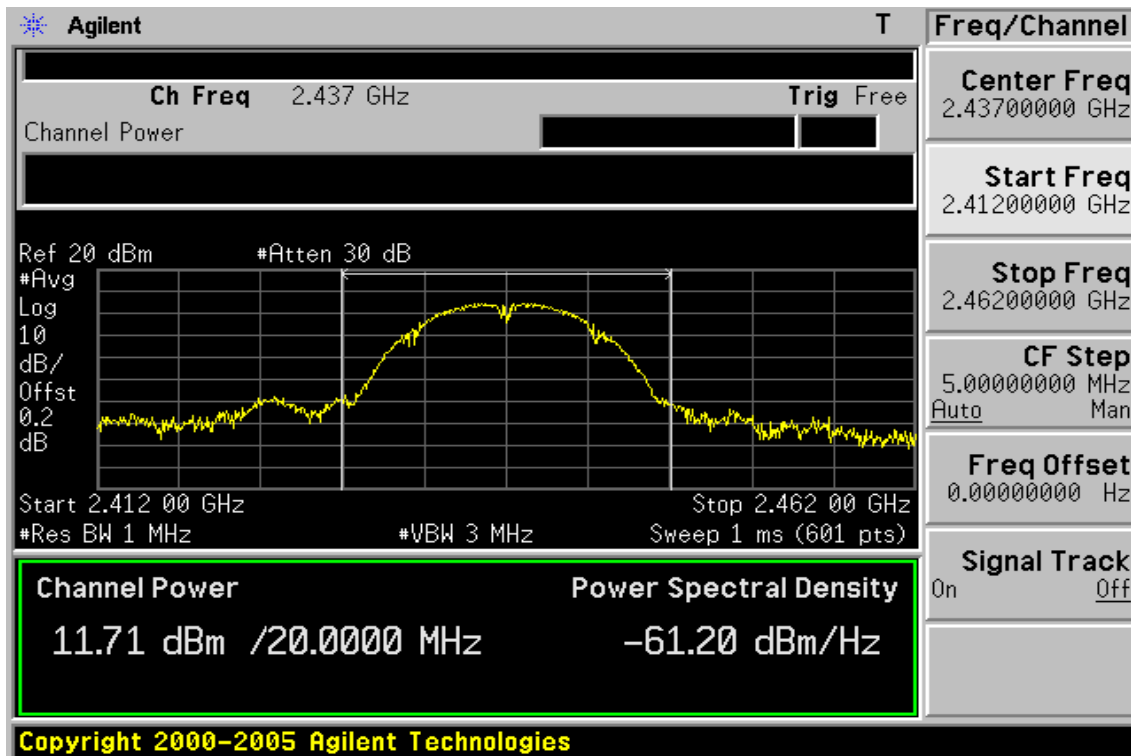 Agilent T
Ch Freq 2.437 GHz Trig Free
Channel Power
Ref 20 dBm #Atten 30 dB
#Avg
Log
10
dB/
Offst
0.2
dB
Start 2.412 00 GHz Stop 2.462 00 GHz
#Res BW 1 MHz #VBW 3 MHz Sweep 1 ms (601 pts)
Channel Power Power Spectral Density
11.71 dBm /20.0000 MHz -61.20 dBm/Hz
Copyright 2000-2005 Agilent Technologies
Freq/Channel
Center Freq
2.43700000 GHz
Start Freq
2.41200000 GHz
Stop Freq
2.46200000 GHz
CF Step
5.00000000 MHz
Auto Man
Freq Offset
0.00000000 Hz
Signal Track
On Off